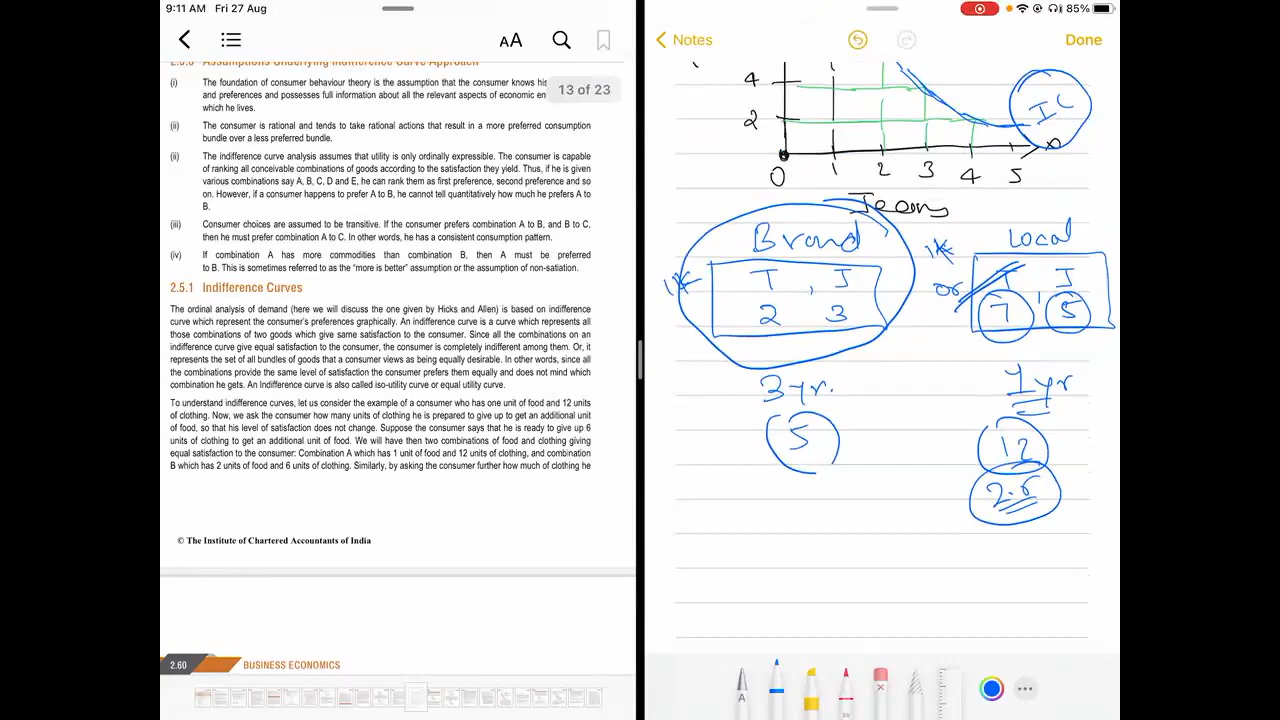 9:11 AM Fri 27 Aug
AA
13 of 23
2.5.0 Assumptions Underlying Indifference Curve Approach
(i) The foundation of consumer behaviour theory is the assumption that the consumer knows his
and preferences and possesses full information about all the relevant aspects of economic en
which he lives.
(ii) The consumer is rational and tends to take rational actions that result in a more preferred consumption
bundle over a less preferred bundle.
(ii) The indifference curve analysis assumes that utility is only ordinally expressible. The consumer is capable
of ranking all conceivable combinations of goods according to the satisfaction they yield. Thus, if he is given
various combinations say A, B, C, D and E, he can rank them as first preference, second preference and so
on. However, if a consumer happens to prefer A to B, he cannot tell quantitatively how much he prefers A to
B.
(iii) Consumer choices are assumed to be transitive. If the consumer prefers combination A to B, and B to C,
then he must prefer combination A to C. In other words, he has a consistent consumption pattern.
(iv) If combination A has more commodities than combination B, then A must be preferred
to B. This is sometimes referred to as the “more is better” assumption or the assumption of non-satiation.
2.5.1 Indifference Curves
The ordinal analysis of demand (here we will discuss the one given by Hicks and Allen) is based on indifference
curve which represent the consumer's preferences graphically. An indifference curve is a curve which represents all
those combinations of two goods which give same satisfaction to the consumer. Since all the combinations on an
indifference curve give equal satisfaction to the consumer, the consumer is completely indifferent among them. Or, it
represents the set of all bundles of goods that a consumer views as being equally desirable. In other words, since all
the combinations provide the same level of satisfaction the consumer prefers them equally and does not mind which
combination he gets. An Indifference curve is also called iso-utility curve or equal utility curve.
To understand indifference curves, let us consider the example of a consumer who has one unit of food and 12 units
of clothing. Now, we ask the consumer how many units of clothing he is prepared to give up to get an additional unit
of food, so that his level of satisfaction does not change. Suppose the consumer says that he is ready to give up 6
units of clothing to get an additional unit of food. We will have then two combinations of food and clothing giving
equal satisfaction to the consumer: Combination A which has 1 unit of food and 12 units of clothing, and combination
B which has 2 units of food and 6 units of clothing. Similarly, by asking the consumer further how much of clothing he
© The Institute of Chartered Accountants of India
2.60 BUSINESS ECONOMICS
85%
Notes
Done
4
2
IC
0 1 2 3 4 5
Jeans
Brand Local
T , J
2 3
or
T J
7 , 5
3 yr. 1 yr
5 12
2.5